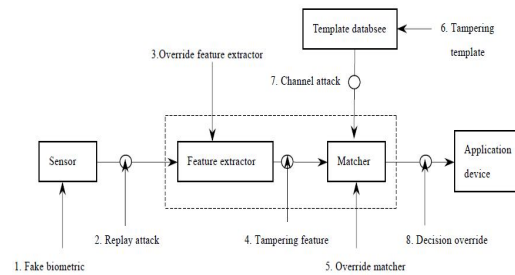 Template databsee
6. Tampering
template
3.Override feature extractor
7. Channel attack
Sensor
Feature extractor
Matcher
Application
device
2. Replay attack
4. Tampering feature
8. Decision override
1. Fake biometric
5. Override matcher